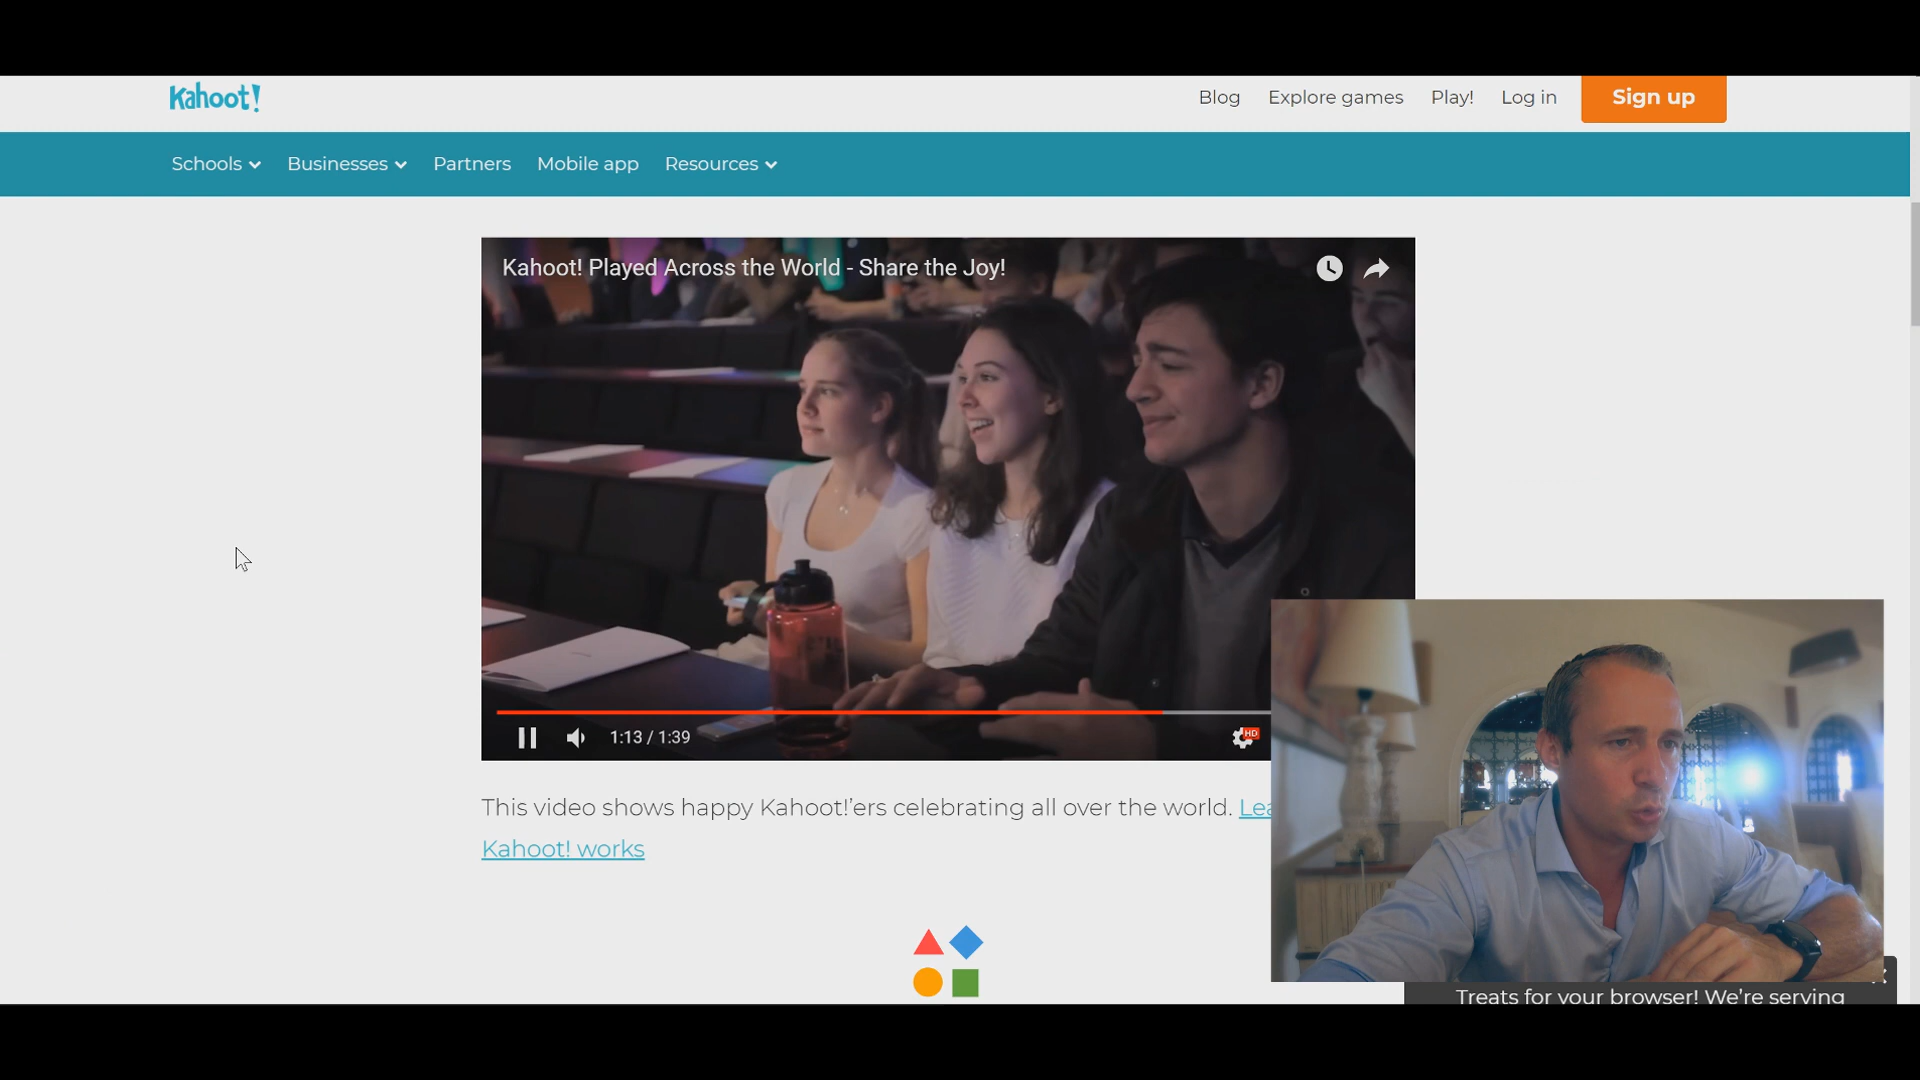 Kahoot!
Blog Explore games Play! Log in Sign up
Schools Businesses Partners Mobile app Resources
Kahoot! Played Across the World - Share the Joy!
1:13 / 1:39
HD
This video shows happy Kahoot!’ers celebrating all over the world. Lea
Kahoot! works
Treats for your browser! We’re serving